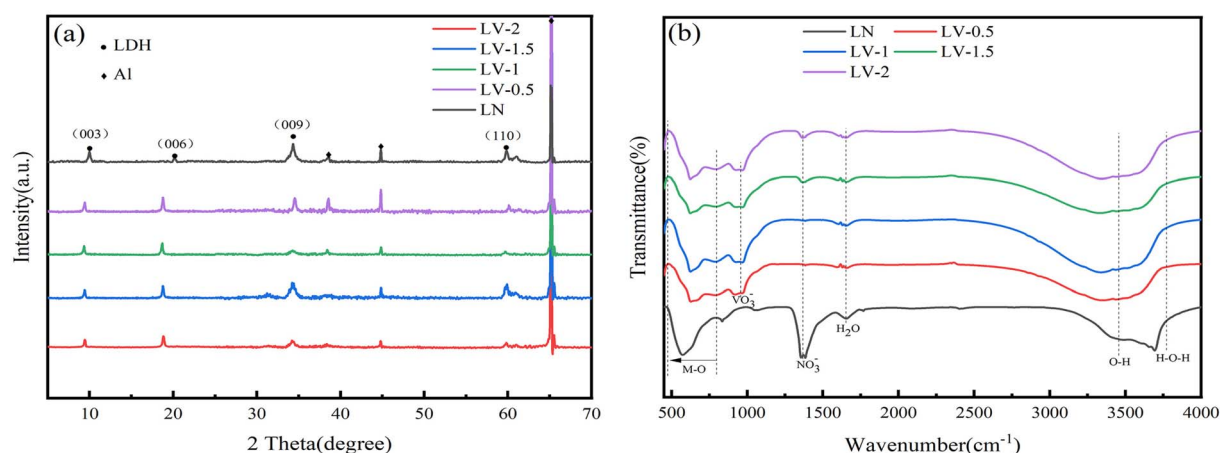 (a)
● LDH
◆ Al
LV-2
LV-1.5
LV-1
LV-0.5
LN
(003)
(006)
(009)
(110)
Intensity(a.u.)
10 20 30 40 50 60 70
2 Theta(degree)
(b)
LN LV-0.5
LV-1 LV-1.5
LV-2
Transmittance(%)
M-O
VO3-
NO3-
H2O
O-H
H-O-H
500 1000 1500 2000 2500 3000 3500 4000
Wavenumber(cm-1)